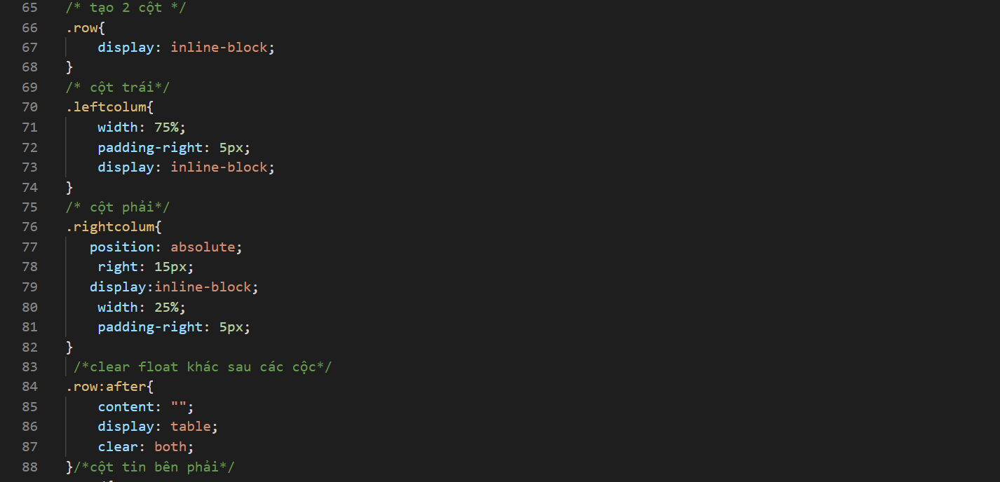 65 /* tạo 2 cột */
66 .row{
67 display: inline-block;
68 }
69 /* cột trái*/
70 .leftcolum{
71 width: 75%;
72 padding-right: 5px;
73 display: inline-block;
74 }
75 /* cột phải*/
76 .rightcolum{
77 position: absolute;
78 right: 15px;
79 display:inline-block;
80 width: 25%;
81 padding-right: 5px;
82 }
83 /*clear float khác sau các cộc*/
84 .row:after{
85 content: "";
86 display: table;
87 clear: both;
88 }/*cột tin bên phải*/